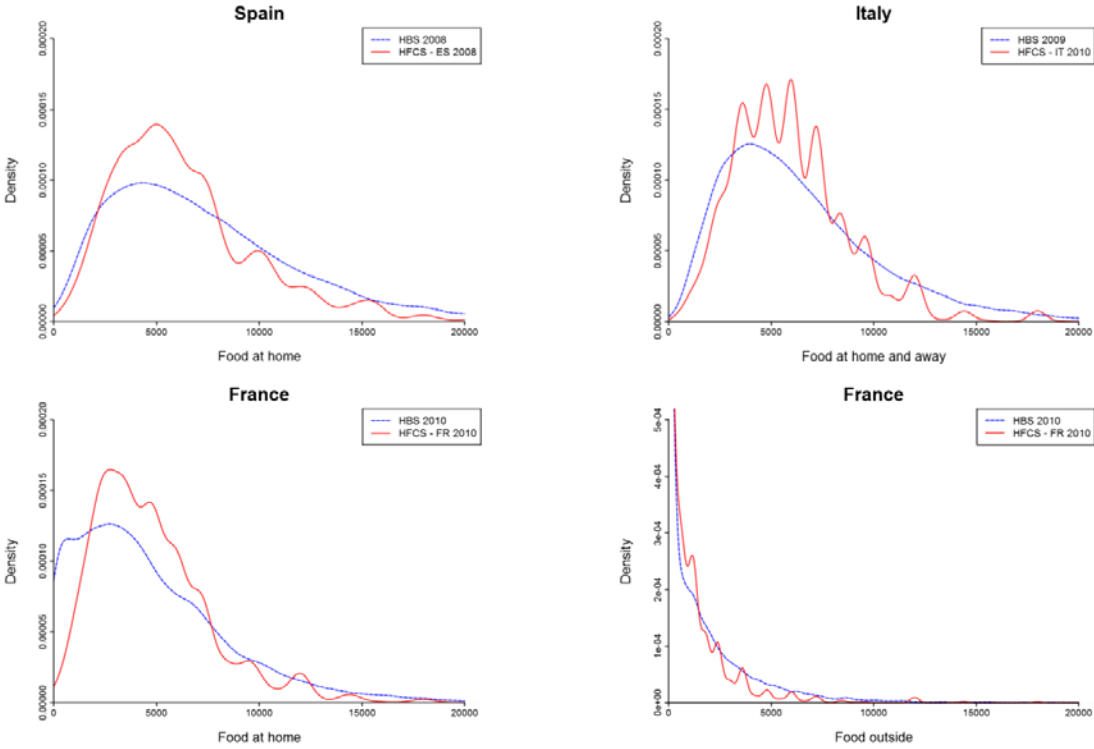 Spain
HBS 2008
HFCS - ES 2008
Density
0.00020
0.00015
0.00010
0.00005
0.00000
0 5000 10000 15000 20000
Food at home
Italy
HBS 2009
HFCS - IT 2010
Density
0.00020
0.00015
0.00010
0.00005
0.00000
0 5000 10000 15000 20000
Food at home and away
France
HBS 2010
HFCS - FR 2010
Density
0.00020
0.00015
0.00010
0.00005
0.00000
0 5000 10000 15000 20000
Food at home
France
HBS 2010
HFCS - FR 2010
Density
5e-04
4e-04
3e-04
2e-04
1e-04
0e+00
0 5000 10000 15000 20000
Food outside